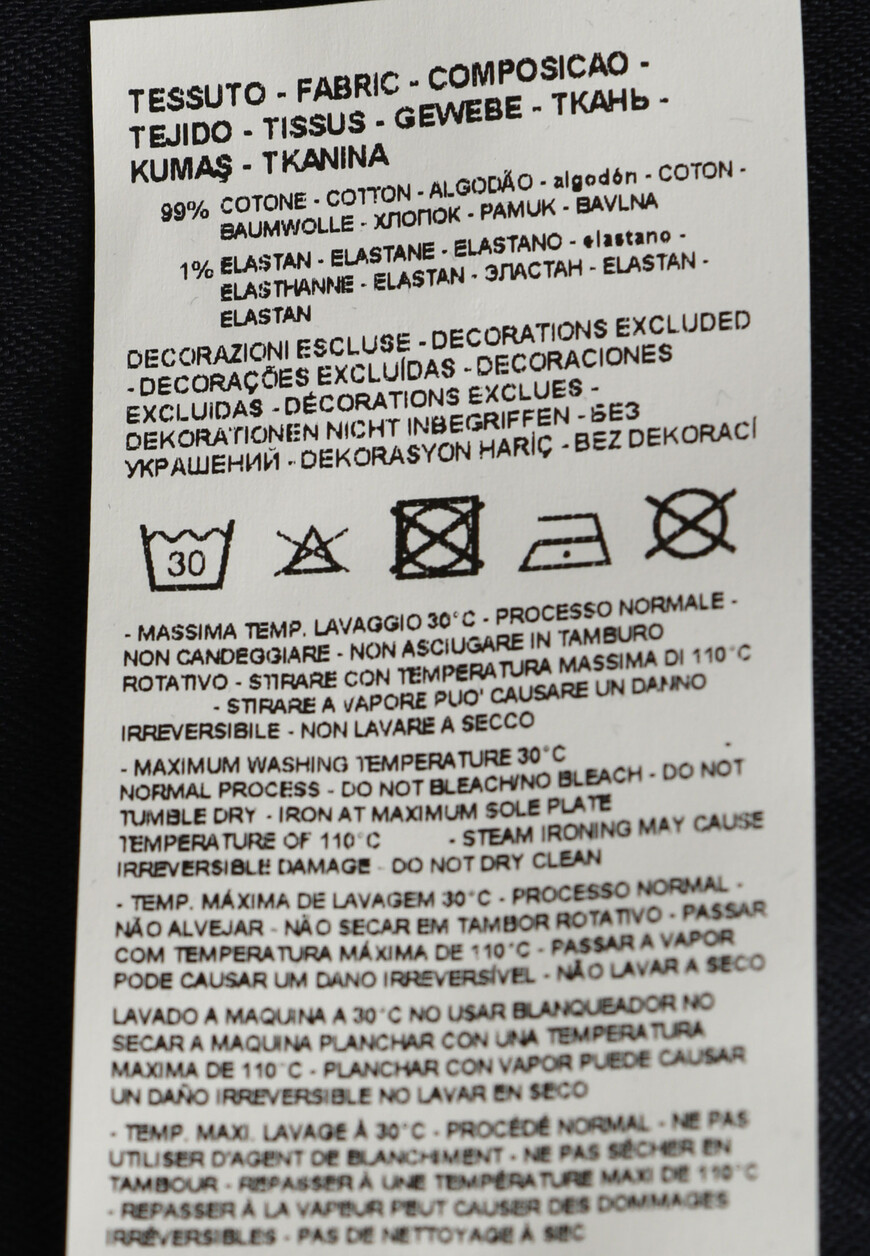 TESSUTO - FABRIC - COMPOSICAO -
TEJIDO - TISSUS - GEWEBE - ТКАНЬ -
KUMAŞ - TKANINA
99% COTONE - COTTON - ALGODÃO - algodón - COTON -
BAUMWOLLE - ХЛОПОК - PAMUK - BAVLNA
1% ELASTAN - ELASTANE - ELASTANO - elastano -
ELASTHANNE - ELASTAN - ЭЛАСТАН - ELASTAN -
ELASTAN
DECORAZIONI ESCLUSE - DECORATIONS EXCLUDED
- DECORAÇÕES EXCLUÍDAS - DECORACIONES
EXCLUIDAS - DÉCORATIONS EXCLUES -
DEKORATIONEN NICHT INBEGRIFFEN - БЕЗ
УКРАШЕНИЙ - DEKORASYON HARİÇ - BEZ DEKORACÍ
30
- MASSIMA TEMP. LAVAGGIO 30°C - PROCESSO NORMALE -
NON CANDEGGIARE - NON ASCIUGARE IN TAMBURO
ROTATIVO - STIRARE CON TEMPERATURA MASSIMA DI 110°C
- STIRARE A VAPORE PUO' CAUSARE UN DANNO
IRREVERSIBILE - NON LAVARE A SECCO
- MAXIMUM WASHING TEMPERATURE 30°C -
NORMAL PROCESS - DO NOT BLEACH/NO BLEACH - DO NOT
TUMBLE DRY - IRON AT MAXIMUM SOLE PLATE
TEMPERATURE OF 110°C - STEAM IRONING MAY CAUSE
IRREVERSIBLE DAMAGE - DO NOT DRY CLEAN
- TEMP. MÁXIMA DE LAVAGEM 30°C - PROCESSO NORMAL -
NÃO ALVEJAR - NÃO SECAR EM TAMBOR ROTATIVO - PASSAR
COM TEMPERATURA MÁXIMA DE 110°C - PASSAR A VAPOR
PODE CAUSAR UM DANO IRREVERSÍVEL - NÃO LAVAR A SECO
LAVADO A MAQUINA A 30°C NO USAR BLANQUEADOR NO
SECAR A MAQUINA PLANCHAR CON UNA TEMPERATURA
MAXIMA DE 110°C - PLANCHAR CON VAPOR PUEDE CAUSAR
UN DAÑO IRREVERSIBLE NO LAVAR EN SECO
- TEMP. MAXI. LAVAGE À 30°C - PROCÉDÉ NORMAL - NE PAS
UTILISER D'AGENT DE BLANCHIMENT - NE PAS SÉCHER EN
TAMBOUR - REPASSER À UNE TEMPÉRATURE MAXI DE 110°C
- REPASSER À LA VAPEUR PEUT CAUSER DES DOMMAGES
IRRÉVERSIBLES - PAS DE NETTOYAGE À SEC